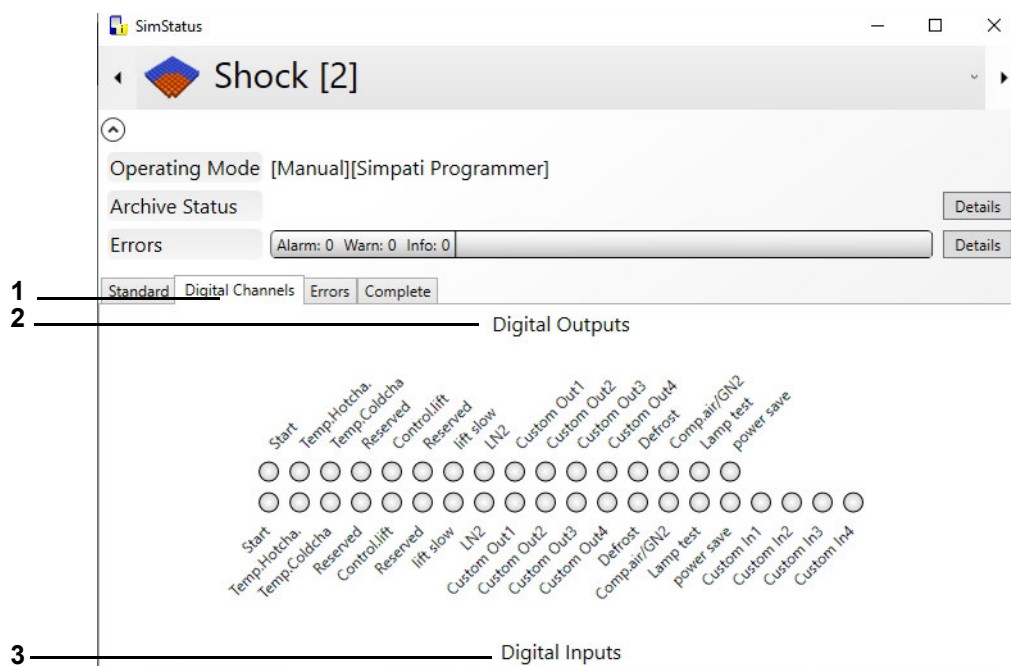 SimStatus
Shock [2]
Operating Mode [Manual][Simpati Programmer]
Archive Status Details
Errors Alarm: 0 Warn: 0 Info: 0 Details
1 Standard Digital Channels Errors Complete
2 Digital Outputs
Start Temp.Hotcha. Temp.Coldcha Reserved Control.lift Reserved lift slow LN2 Custom Out1 Custom Out2 Custom Out3 Custom Out4 Defrost Comp.air/GN2 Lamp test power save
Start Temp.Hotcha. Temp.Coldcha Reserved Control.lift Reserved lift slow LN2 Custom Out1 Custom Out2 Custom Out3 Custom Out4 Defrost Comp.air/GN2 Lamp test power save Custom In1 Custom In2 Custom In3 Custom In4
3 Digital Inputs